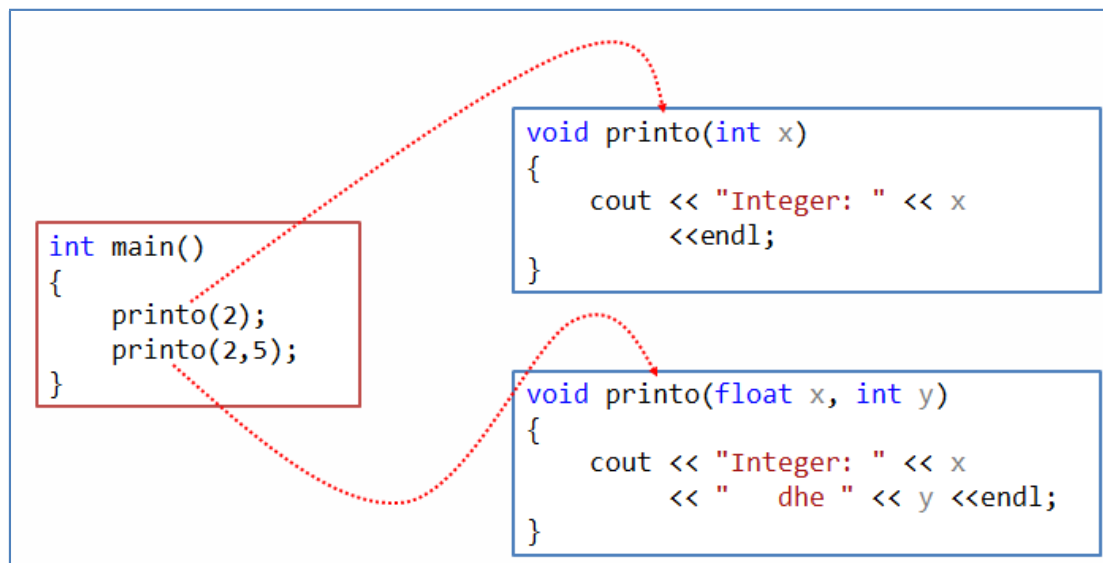 int main()
{
    printo(2);
    printo(2,5);
}
void printo(int x)
{
    cout << "Integer: " << x
         <<endl;
}
void printo(float x, int y)
{
    cout << "Integer: " << x
         << "   dhe " << y <<endl;
}